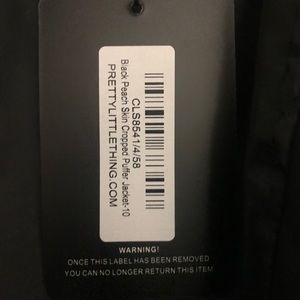 CLS8541/4/58
Black Peach Skin Cropped Puffer Jacket-10
PRETTYLITTLETHING.COM
WARNING!
ONCE THIS LABEL HAS BEEN REMOVED
YOU CAN NO LONGER RETURN THIS ITEM